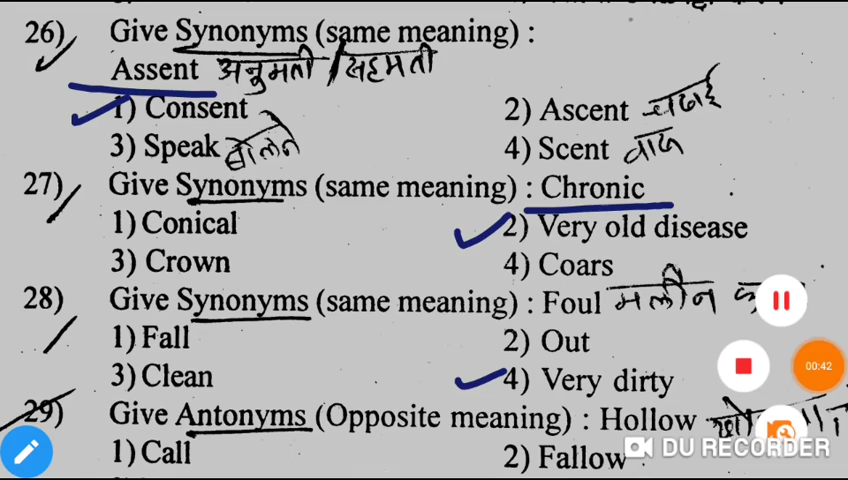 26) Give Synonyms (same meaning) :
Assent अनुमती / सहमती
1) Consent 2) Ascent चढाई
3) Speak बोलने 4) Scent वास
27) Give Synonyms (same meaning) : Chronic
1) Conical 2) Very old disease
3) Crown 4) Coars
28) Give Synonyms (same meaning) : Foul मलीन
1) Fall 2) Out
3) Clean 4) Very dirty
00:42
29) Give Antonyms (Opposite meaning) : Hollow
DU RECORDER
1) Call 2) Fallow